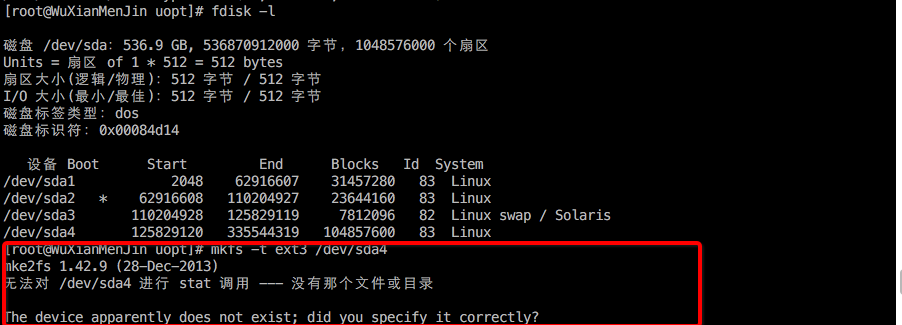 [root@WuXianMenJin uopt]# fdisk -l
磁盘 /dev/sda：536.9 GB, 536870912000 字节，1048576000 个扇区
Units = 扇区 of 1 * 512 = 512 bytes
扇区大小(逻辑/物理)：512 字节 / 512 字节
I/O 大小(最小/最佳)：512 字节 / 512 字节
磁盘标签类型：dos
磁盘标识符：0x00084d14
设备 Boot      Start         End      Blocks   Id  System
/dev/sda1            2048    62916607    31457280   83  Linux
/dev/sda2   *    62916608   110204927    23644160   83  Linux
/dev/sda3       110204928   125829119     7812096   82  Linux swap / Solaris
/dev/sda4       125829120   335544319   104857600   83  Linux
[root@WuXianMenJin uopt]# mkfs -t ext3 /dev/sda4
mke2fs 1.42.9 (28-Dec-2013)
无法对 /dev/sda4 进行 stat 调用 --- 没有那个文件或目录
The device apparently does not exist; did you specify it correctly?